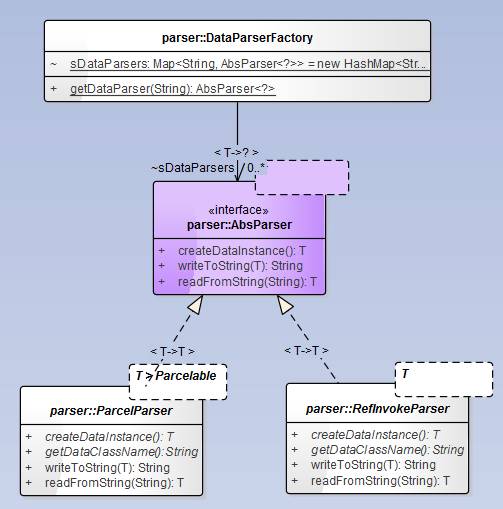 parser::DataParserFactory
~ sDataParsers: Map<String, AbsParser<?>> = new HashMap<Str...
+ getDataParser(String): AbsParser<?>
< T->? >
~sDataParsers 0..*
«interface»
parser::AbsParser
+ createDataInstance(): T
+ writeToString(T): String
+ readFromString(String): T
< T->T >
< T->T >
T > Parcelable
T
parser::ParcelParser
+ createDataInstance(): T
+ getDataClassName(): String
+ writeToString(T): String
+ readFromString(String): T
parser::RefInvokeParser
+ createDataInstance(): T
+ getDataClassName(): String
+ writeToString(T): String
+ readFromString(String): T